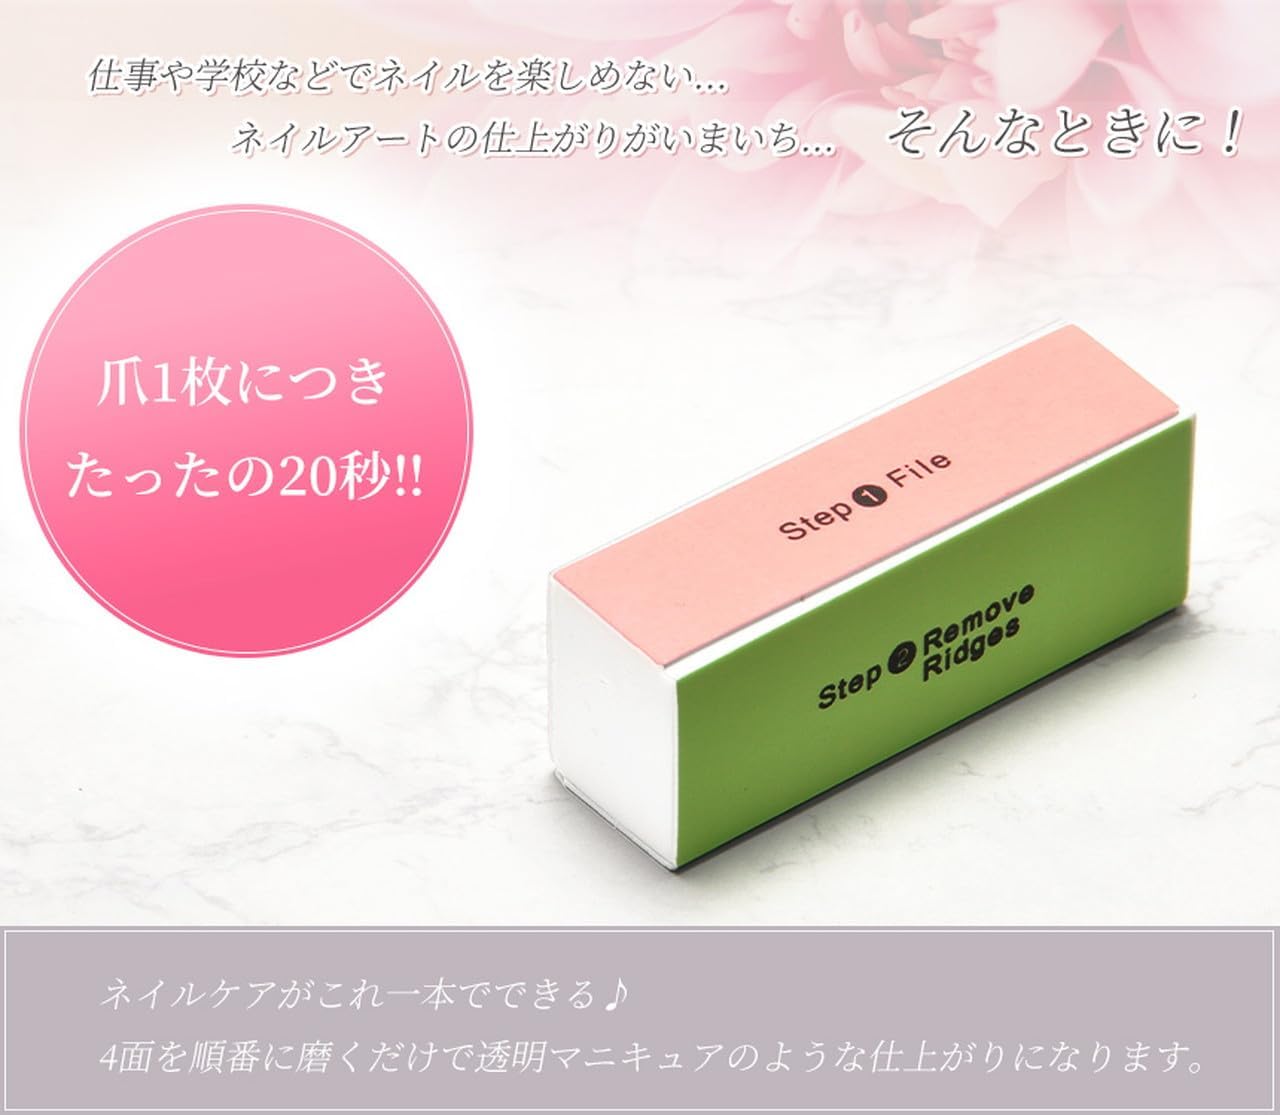 仕事や学校などでネイルを楽しめない...
ネイルアートの仕上がりがいまいち...
そんなときに！
爪1枚につき
たったの20秒!!
Step 1 File
Step 2 Remove
Ridges
ネイルケアがこれ一本でできる♪
4面を順番に磨くだけで透明マニキュアのような仕上がりになります。